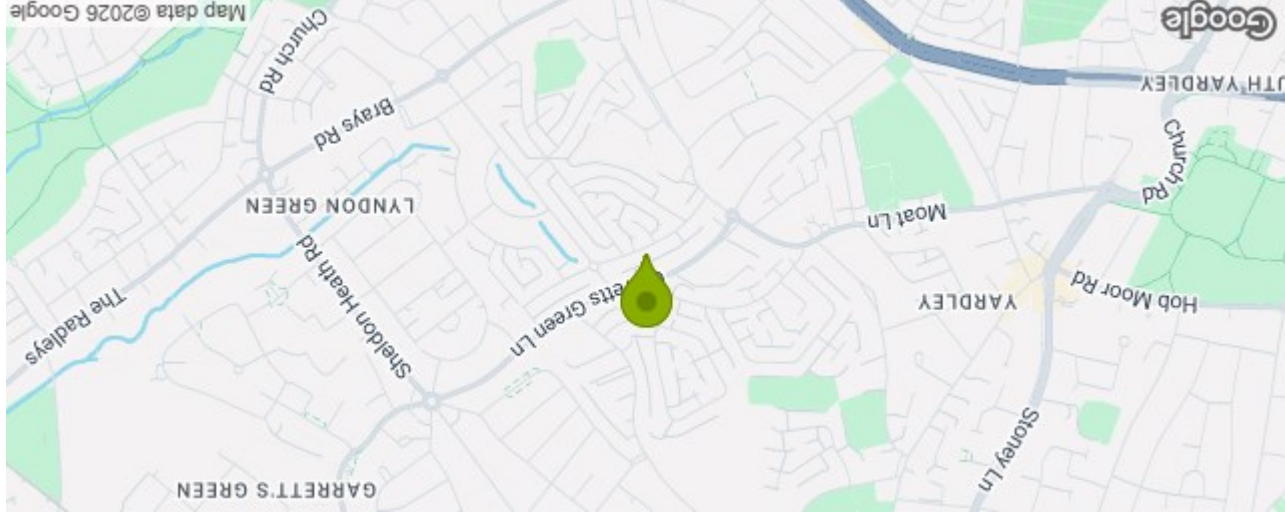 GARRETT'S GREEN
Stoney Ln
etts Green Ln
Sheldon Heath Rd
The Radleys
Hob Moor Rd
YARDLEY
Moat Ln
LYNDON GREEN
Church Rd
Brays Rd
UTH YARDLEY
Church Rd
Google
Map data ©2026 Google